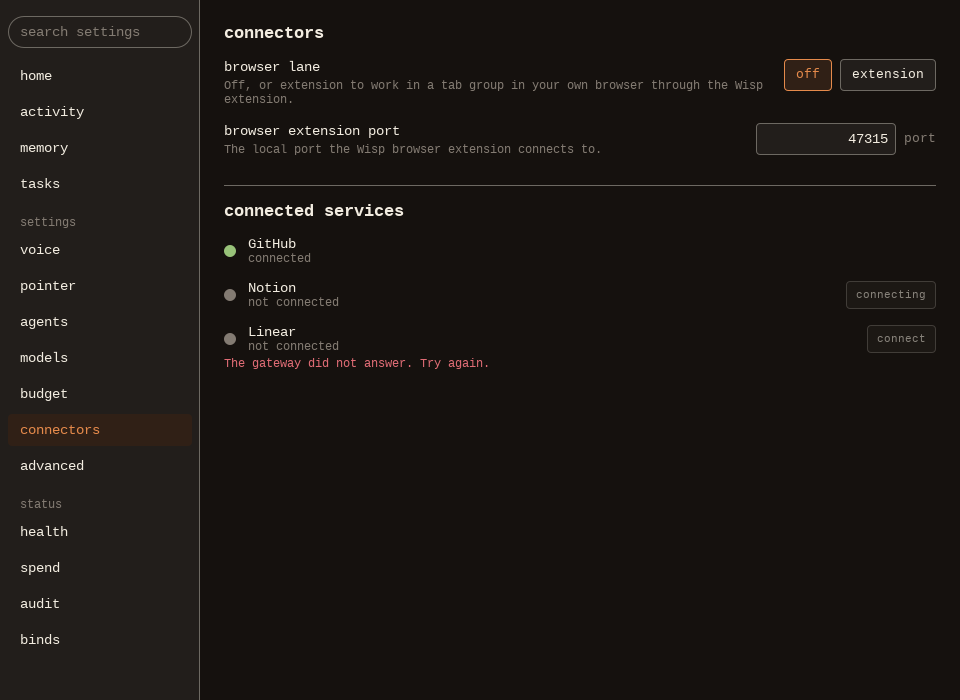 search settings
home
activity
memory
tasks
settings
voice
pointer
agents
models
budget
connectors
advanced
status
health
spend
audit
binds
connectors
browser lane
Off, or extension to work in a tab group in your own browser through the Wisp
extension.
off
extension
browser extension port
The local port the Wisp browser extension connects to.
47315
port
connected services
GitHub
connected
Notion
not connected
connecting
Linear
not connected
connect
The gateway did not answer. Try again.